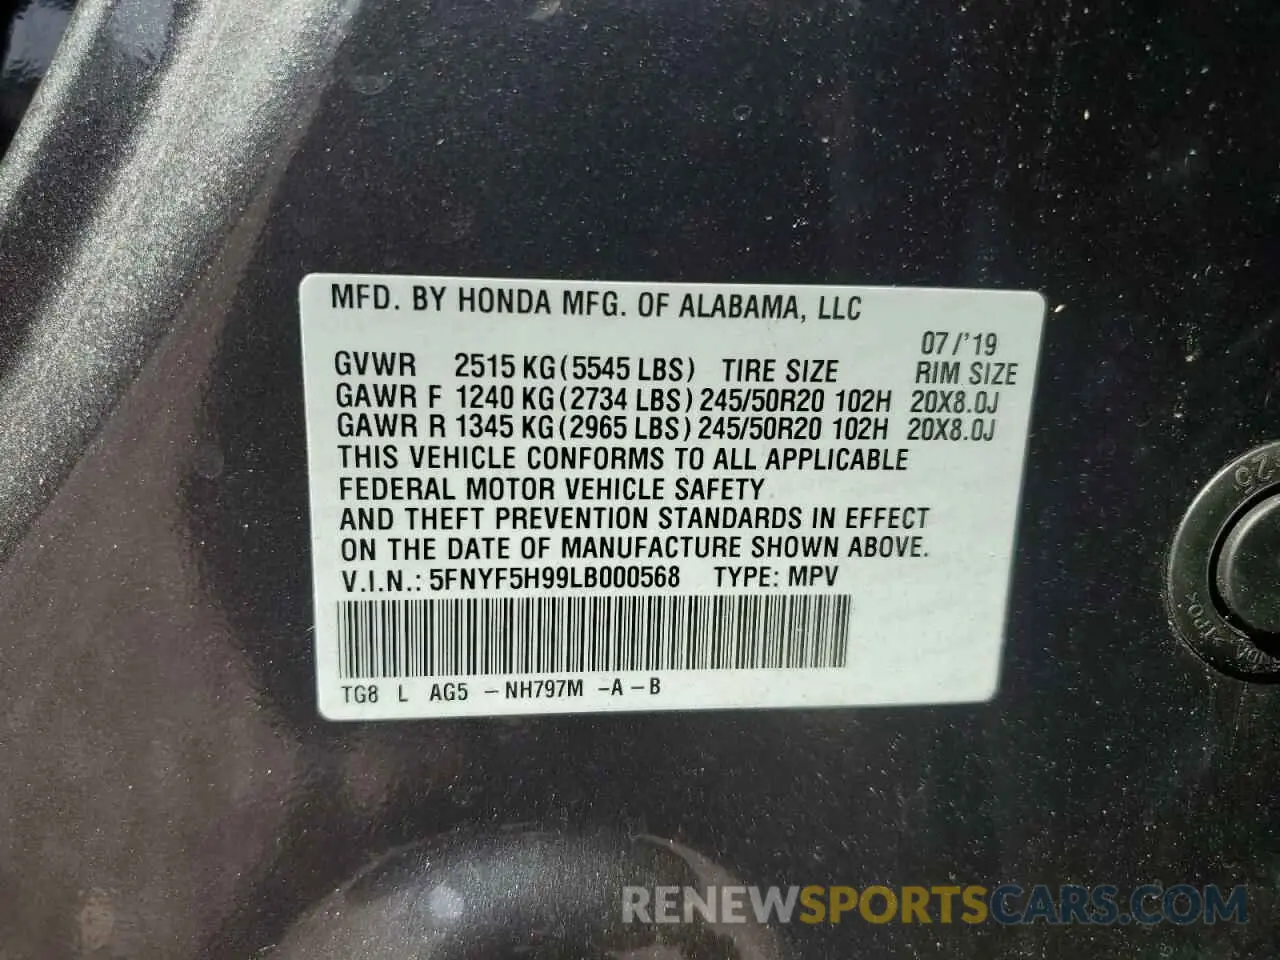 MFD. BY HONDA MFG. OF ALABAMA, LLC
07/'19
GVWR 2515 KG (5545 LBS) TIRE SIZE RIM SIZE
GAWR F 1240 KG (2734 LBS) 245/50R20 102H 20X8.0J
GAWR R 1345 KG (2965 LBS) 245/50R20 102H 20X8.0J
THIS VEHICLE CONFORMS TO ALL APPLICABLE
FEDERAL MOTOR VEHICLE SAFETY
AND THEFT PREVENTION STANDARDS IN EFFECT
ON THE DATE OF MANUFACTURE SHOWN ABOVE.
V.I.N.: 5FNYF5H99LB000568 TYPE: MPV
TG8 L AG5 - NH797M -A - B
RENEWSPORTSCARS.COM